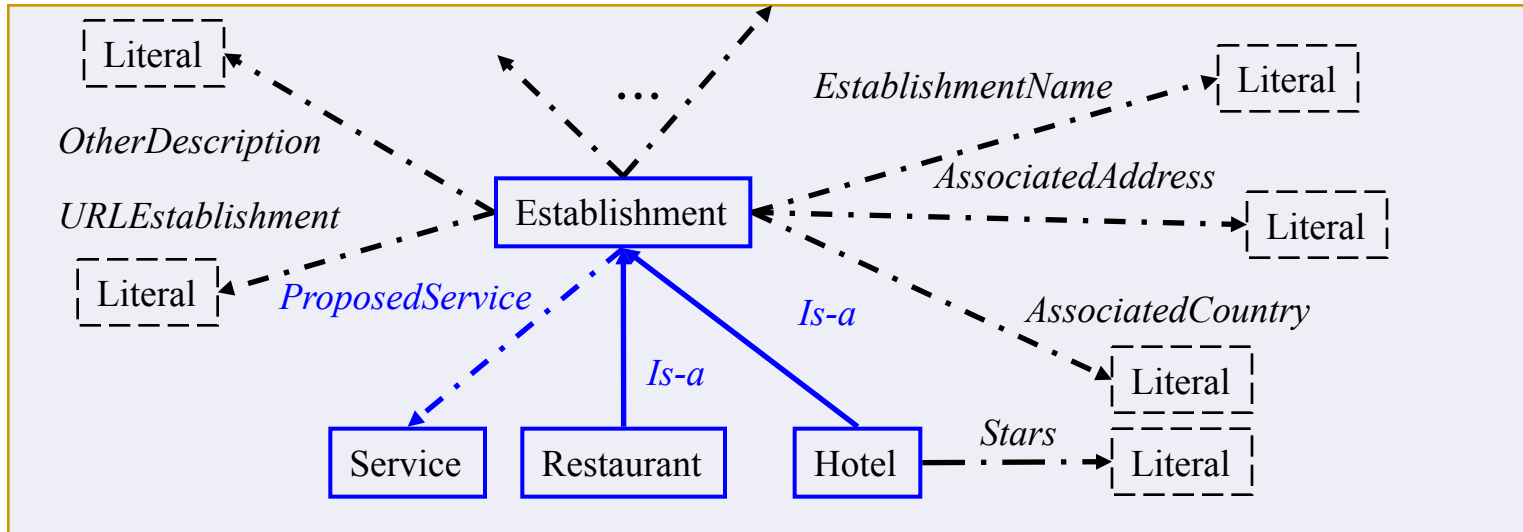 Literal
...
EstablishmentName
Literal
OtherDescription
AssociatedAddress
URLEstablishment
Establishment
Literal
Literal
ProposedService
Is-a
AssociatedCountry
Is-a
Literal
Service
Restaurant
Hotel
Stars
Literal